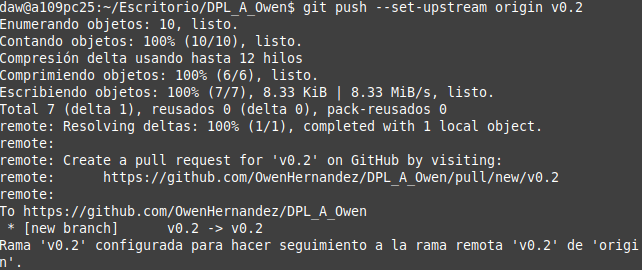 daw@a109pc25:~/Escritorio/DPL_A_Owen$ git push --set-upstream origin v0.2
Enumerando objetos: 10, listo.
Contando objetos: 100% (10/10), listo.
Compresión delta usando hasta 12 hilos
Comprimiendo objetos: 100% (6/6), listo.
Escribiendo objetos: 100% (7/7), 8.33 KiB | 8.33 MiB/s, listo.
Total 7 (delta 1), reusados 0 (delta 0), pack-reusados 0
remote: Resolving deltas: 100% (1/1), completed with 1 local object.
remote:
remote: Create a pull request for 'v0.2' on GitHub by visiting:
remote:      https://github.com/OwenHernandez/DPL_A_Owen/pull/new/v0.2
remote:
To https://github.com/OwenHernandez/DPL_A_Owen
 * [new branch]      v0.2 -> v0.2
Rama 'v0.2' configurada para hacer seguimiento a la rama remota 'v0.2' de 'origi
n'.